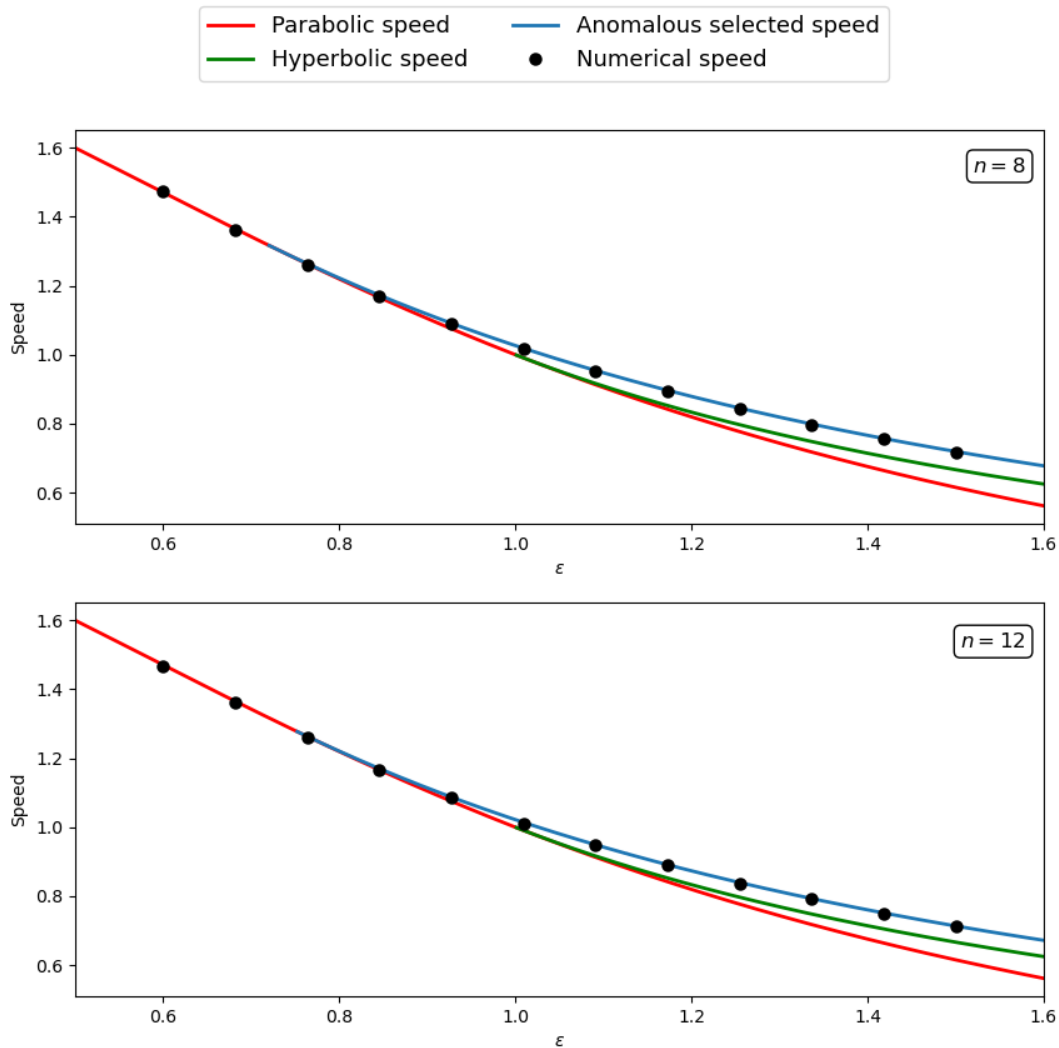 Parabolic speed
Hyperbolic speed
Anomalous selected speed
Numerical speed
n = 8
1.6
1.4
1.2
1.0
0.8
0.6
Speed
0.6 0.8 1.0 1.2 1.4 1.6
ε
n = 12
1.6
1.4
1.2
1.0
0.8
0.6
Speed
0.6 0.8 1.0 1.2 1.4 1.6
ε